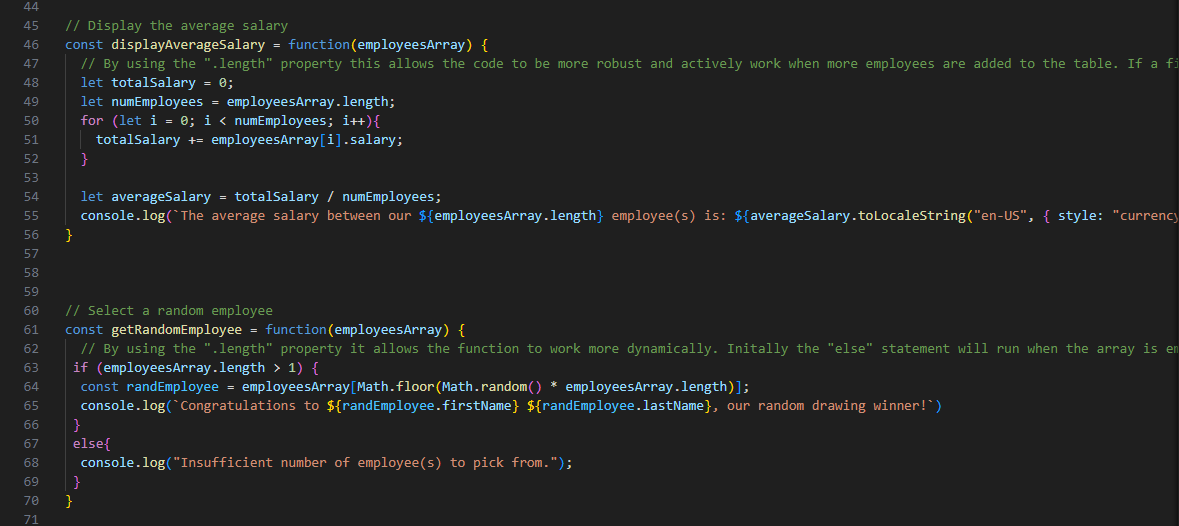 44
45 // Display the average salary
46 const displayAverageSalary = function(employeesArray) {
47 // By using the ".length" property this allows the code to be more robust and actively work when more employees are added to the table. If a
48 let totalSalary = 0;
49 let numEmployees = employeesArray.length;
50 for (let i = 0; i < numEmployees; i++){
51 totalSalary += employeesArray[i].salary;
52 }
53
54 let averageSalary = totalSalary / numEmployees;
55 console.log(`The average salary between our ${employeesArray.length} employee(s) is: ${averageSalary.toLocaleString("en-US", { style: "currency
56 }
57
58
59
60 // Select a random employee
61 const getRandomEmployee = function(employeesArray) {
62 // By using the ".length" property it allows the function to work more dynamically. Initally the "else" statement will run when the array is
63 if (employeesArray.length > 1) {
64 const randEmployee = employeesArray[Math.floor(Math.random() * employeesArray.length)];
65 console.log(`Congratulations to ${randEmployee.firstName} ${randEmployee.lastName}, our random drawing winner!`)
66 }
67 else{
68 console.log("Insufficient number of employee(s) to pick from.");
69 }
70 }
71